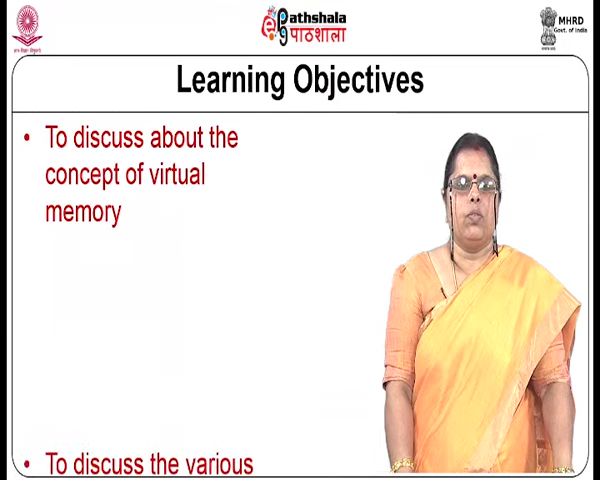 Pathshala
पाठशाला
MHRD
Govt. of India
Learning Objectives
• To discuss about the
concept of virtual
memory
• To discuss the various